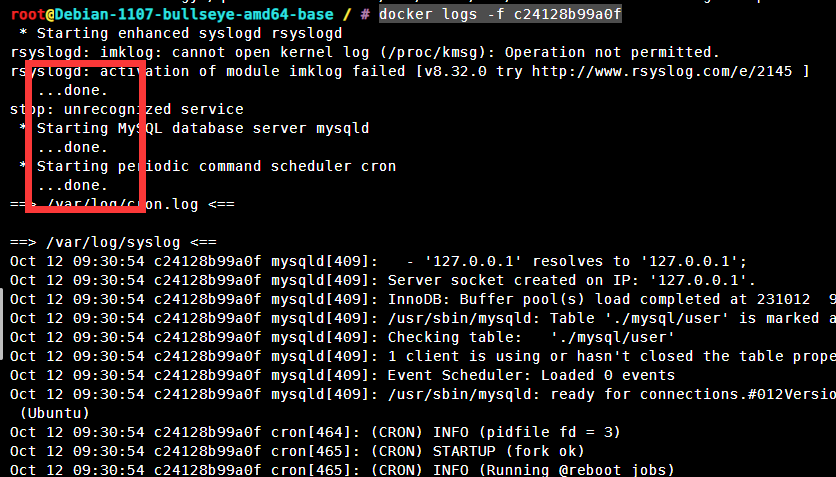 root@Debian-1107-bullseye-amd64-base / # docker logs -f c24128b99a0f
 * Starting enhanced syslogd rsyslogd
rsyslogd: imklog: cannot open kernel log (/proc/kmsg): Operation not permitted.
rsyslogd: activation of module imklog failed [v8.32.0 try http://www.rsyslog.com/e/2145 ]
   ...done.
stop: unrecognized service
 * Starting MySQL database server mysqld
   ...done.
 * Starting periodic command scheduler cron
   ...done.
==> /var/log/cron.log <==
==> /var/log/syslog <==
Oct 12 09:30:54 c24128b99a0f mysqld[409]:   - '127.0.0.1' resolves to '127.0.0.1';
Oct 12 09:30:54 c24128b99a0f mysqld[409]: Server socket created on IP: '127.0.0.1'.
Oct 12 09:30:54 c24128b99a0f mysqld[409]: InnoDB: Buffer pool(s) load completed at 231012  9
Oct 12 09:30:54 c24128b99a0f mysqld[409]: /usr/sbin/mysqld: Table './mysql/user' is marked a
Oct 12 09:30:54 c24128b99a0f mysqld[409]: Checking table:   './mysql/user'
Oct 12 09:30:54 c24128b99a0f mysqld[409]: 1 client is using or hasn't closed the table prope
Oct 12 09:30:54 c24128b99a0f mysqld[409]: Event Scheduler: Loaded 0 events
Oct 12 09:30:54 c24128b99a0f mysqld[409]: /usr/sbin/mysqld: ready for connections.#012Versio
 (Ubuntu)
Oct 12 09:30:54 c24128b99a0f cron[464]: (CRON) INFO (pidfile fd = 3)
Oct 12 09:30:54 c24128b99a0f cron[465]: (CRON) STARTUP (fork ok)
Oct 12 09:30:54 c24128b99a0f cron[465]: (CRON) INFO (Running @reboot jobs)